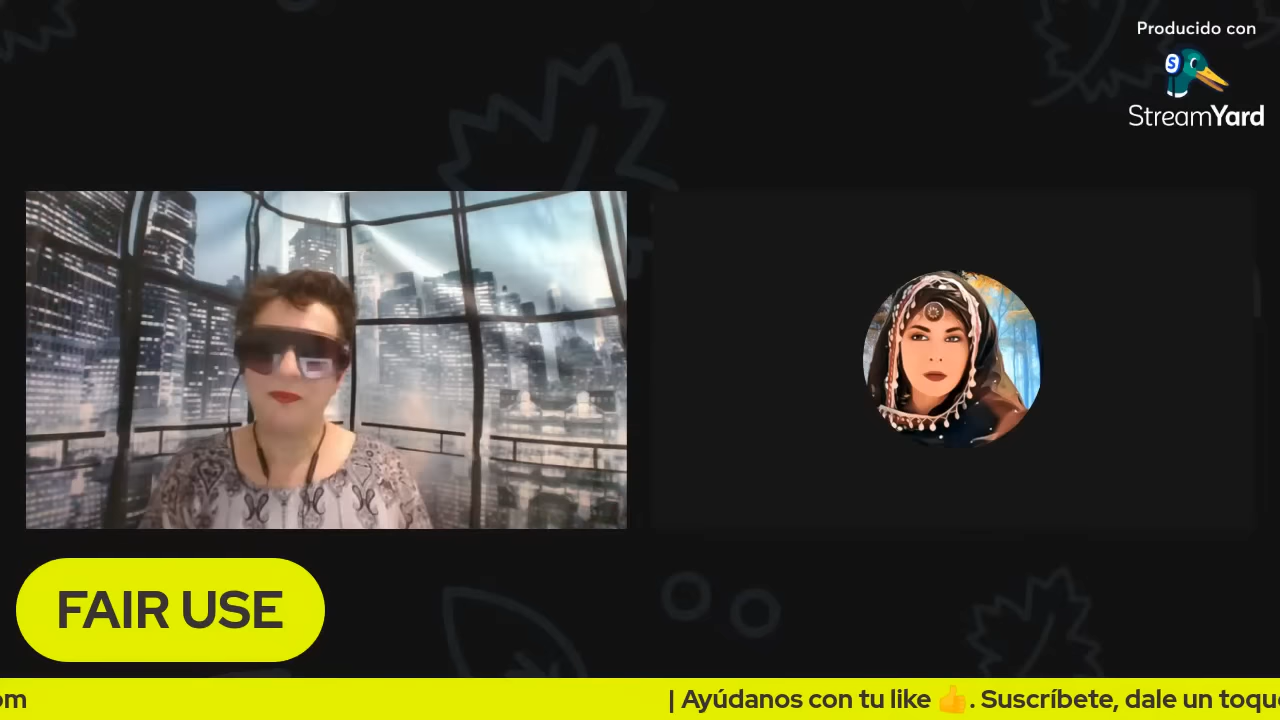 Producido con
S
StreamYard
FAIR USE
om
| Ayúdanos con tu like 👍. Suscríbete, dale un toque